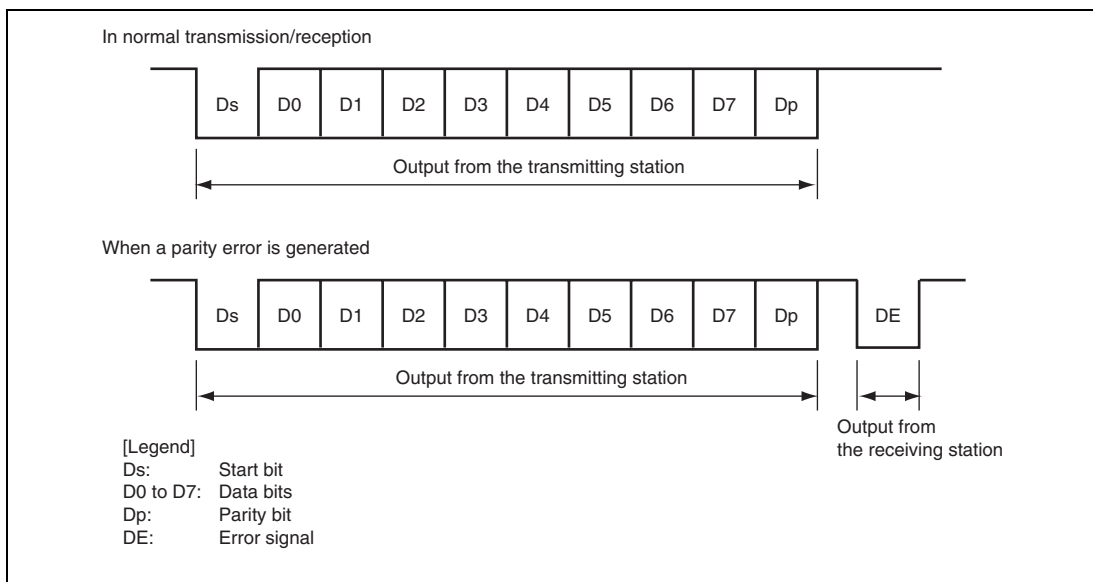 In normal transmission/reception
Ds D0 D1 D2 D3 D4 D5 D6 D7 Dp
Output from the transmitting station
When a parity error is generated
Ds D0 D1 D2 D3 D4 D5 D6 D7 Dp DE
Output from the transmitting station
Output from
the receiving station
[Legend]
Ds: Start bit
D0 to D7: Data bits
Dp: Parity bit
DE: Error signal